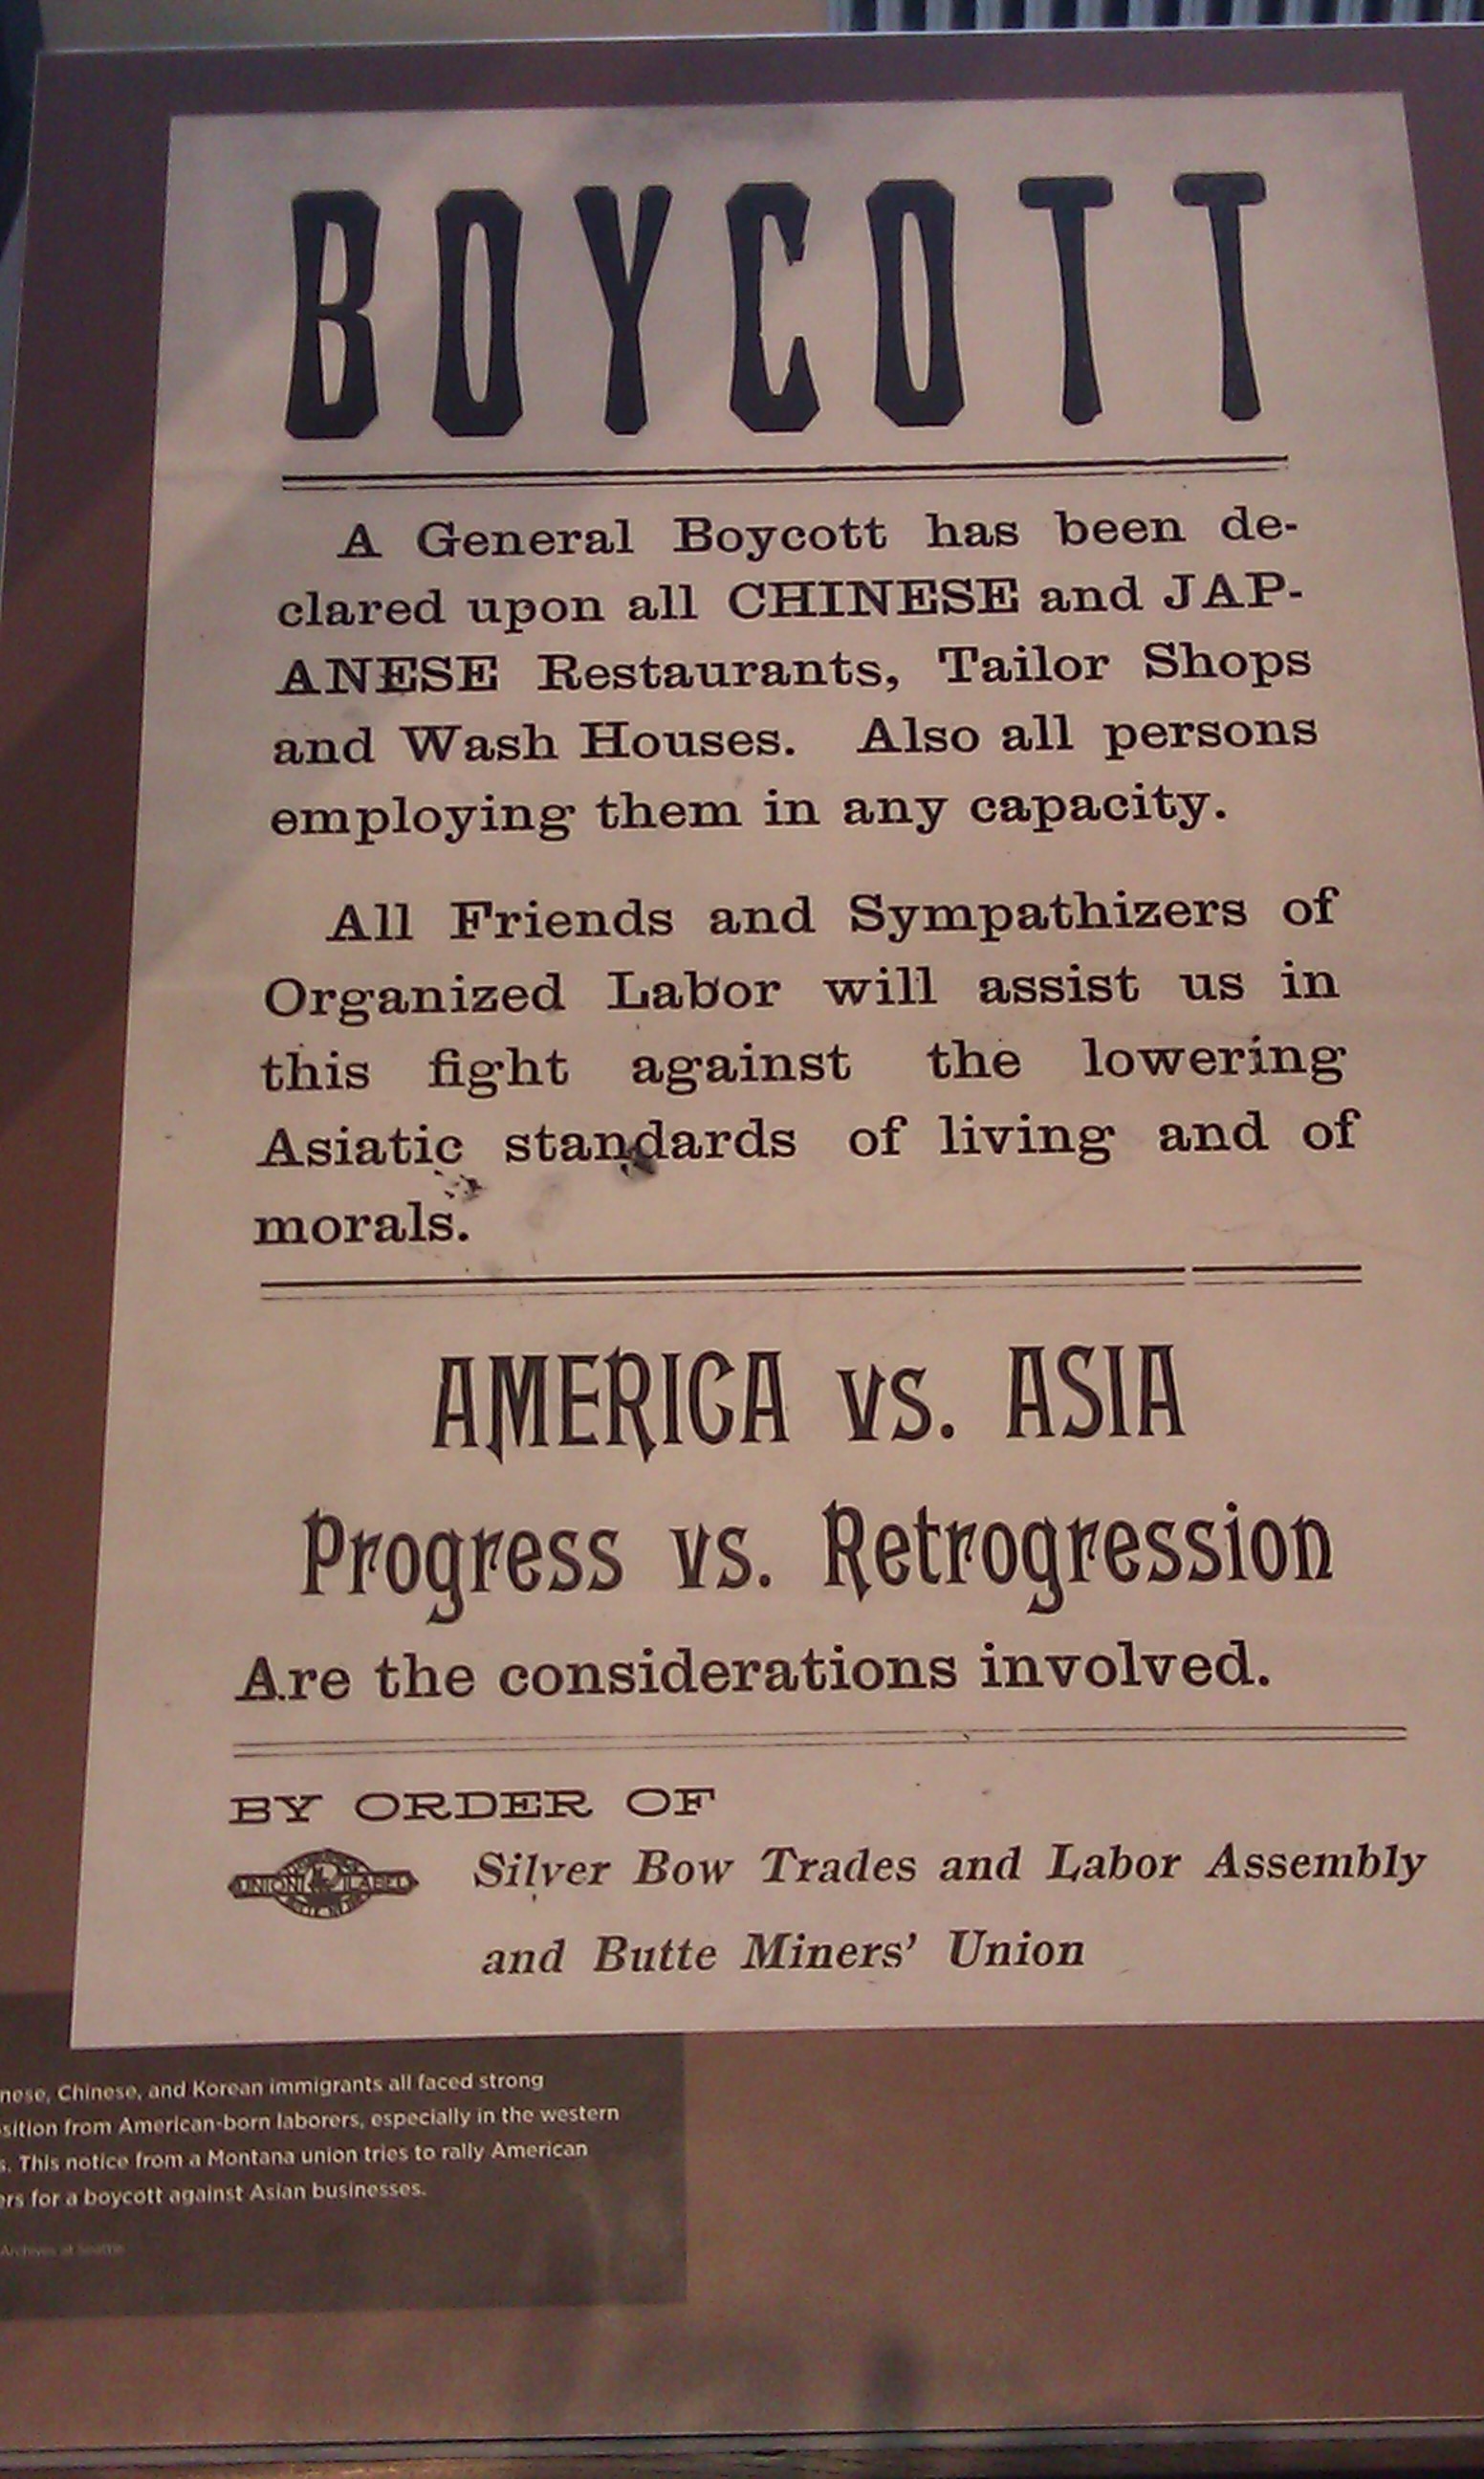 BOYCOTT
A General Boycott has been de-
clared upon all CHINESE and JAP-
ANESE Restaurants, Tailor Shops
and Wash Houses. Also all persons
employing them in any capacity.
All Friends and Sympathizers of
Organized Labor will assist us in
this fight against the lowering
Asiatic standards of living and of
morals.
AMERICA vs. ASIA
Progress vs. Retrogression
Are the considerations involved.
BY ORDER OF
UNION LABEL
Silver Bow Trades and Labor Assembly
and Butte Miners' Union
nese, Chinese, and Korean immigrants all faced strong
sition from American-born laborers, especially in the western
s. This notice from a Montana union tries to rally American
ers for a boycott against Asian businesses.
Archives at Seattle